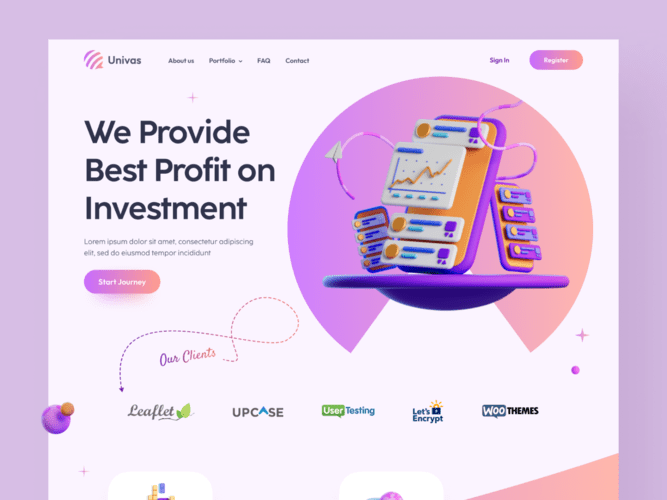 Univas
About us
Portfolio
FAQ
Contact
Sign In
Register
We Provide
Best Profit on
Investment
Lorem ipsum dolor sit amet, consectetur adipiscing
elit, sed do eiusmod tempor incididunt
Start Journey
Our Clients
Leaflet
UPCASE
UserTesting
Let's
Encrypt
WOOTHEMES